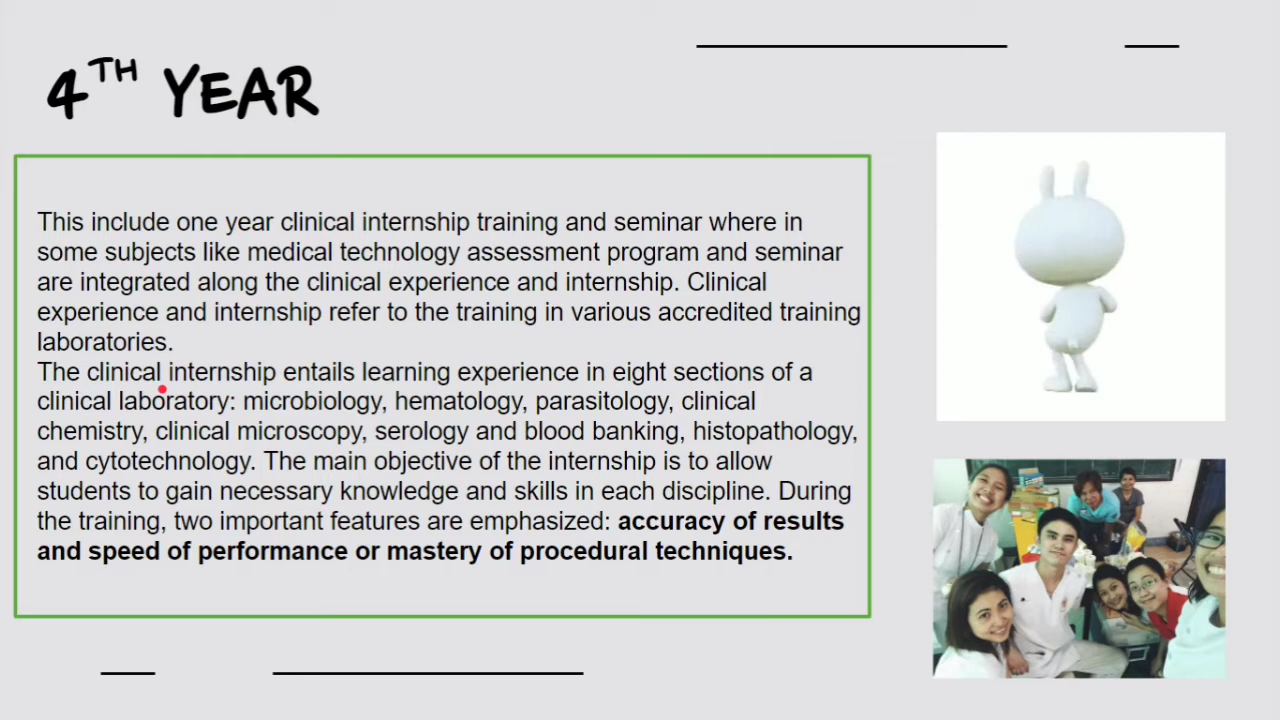 4TH YEAR
This include one year clinical internship training and seminar where in
some subjects like medical technology assessment program and seminar
are integrated along the clinical experience and internship. Clinical
experience and internship refer to the training in various accredited training
laboratories.
The clinical internship entails learning experience in eight sections of a
clinical laboratory: microbiology, hematology, parasitology, clinical
chemistry, clinical microscopy, serology and blood banking, histopathology,
and cytotechnology. The main objective of the internship is to allow
students to gain necessary knowledge and skills in each discipline. During
the training, two important features are emphasized: accuracy of results
and speed of performance or mastery of procedural techniques.